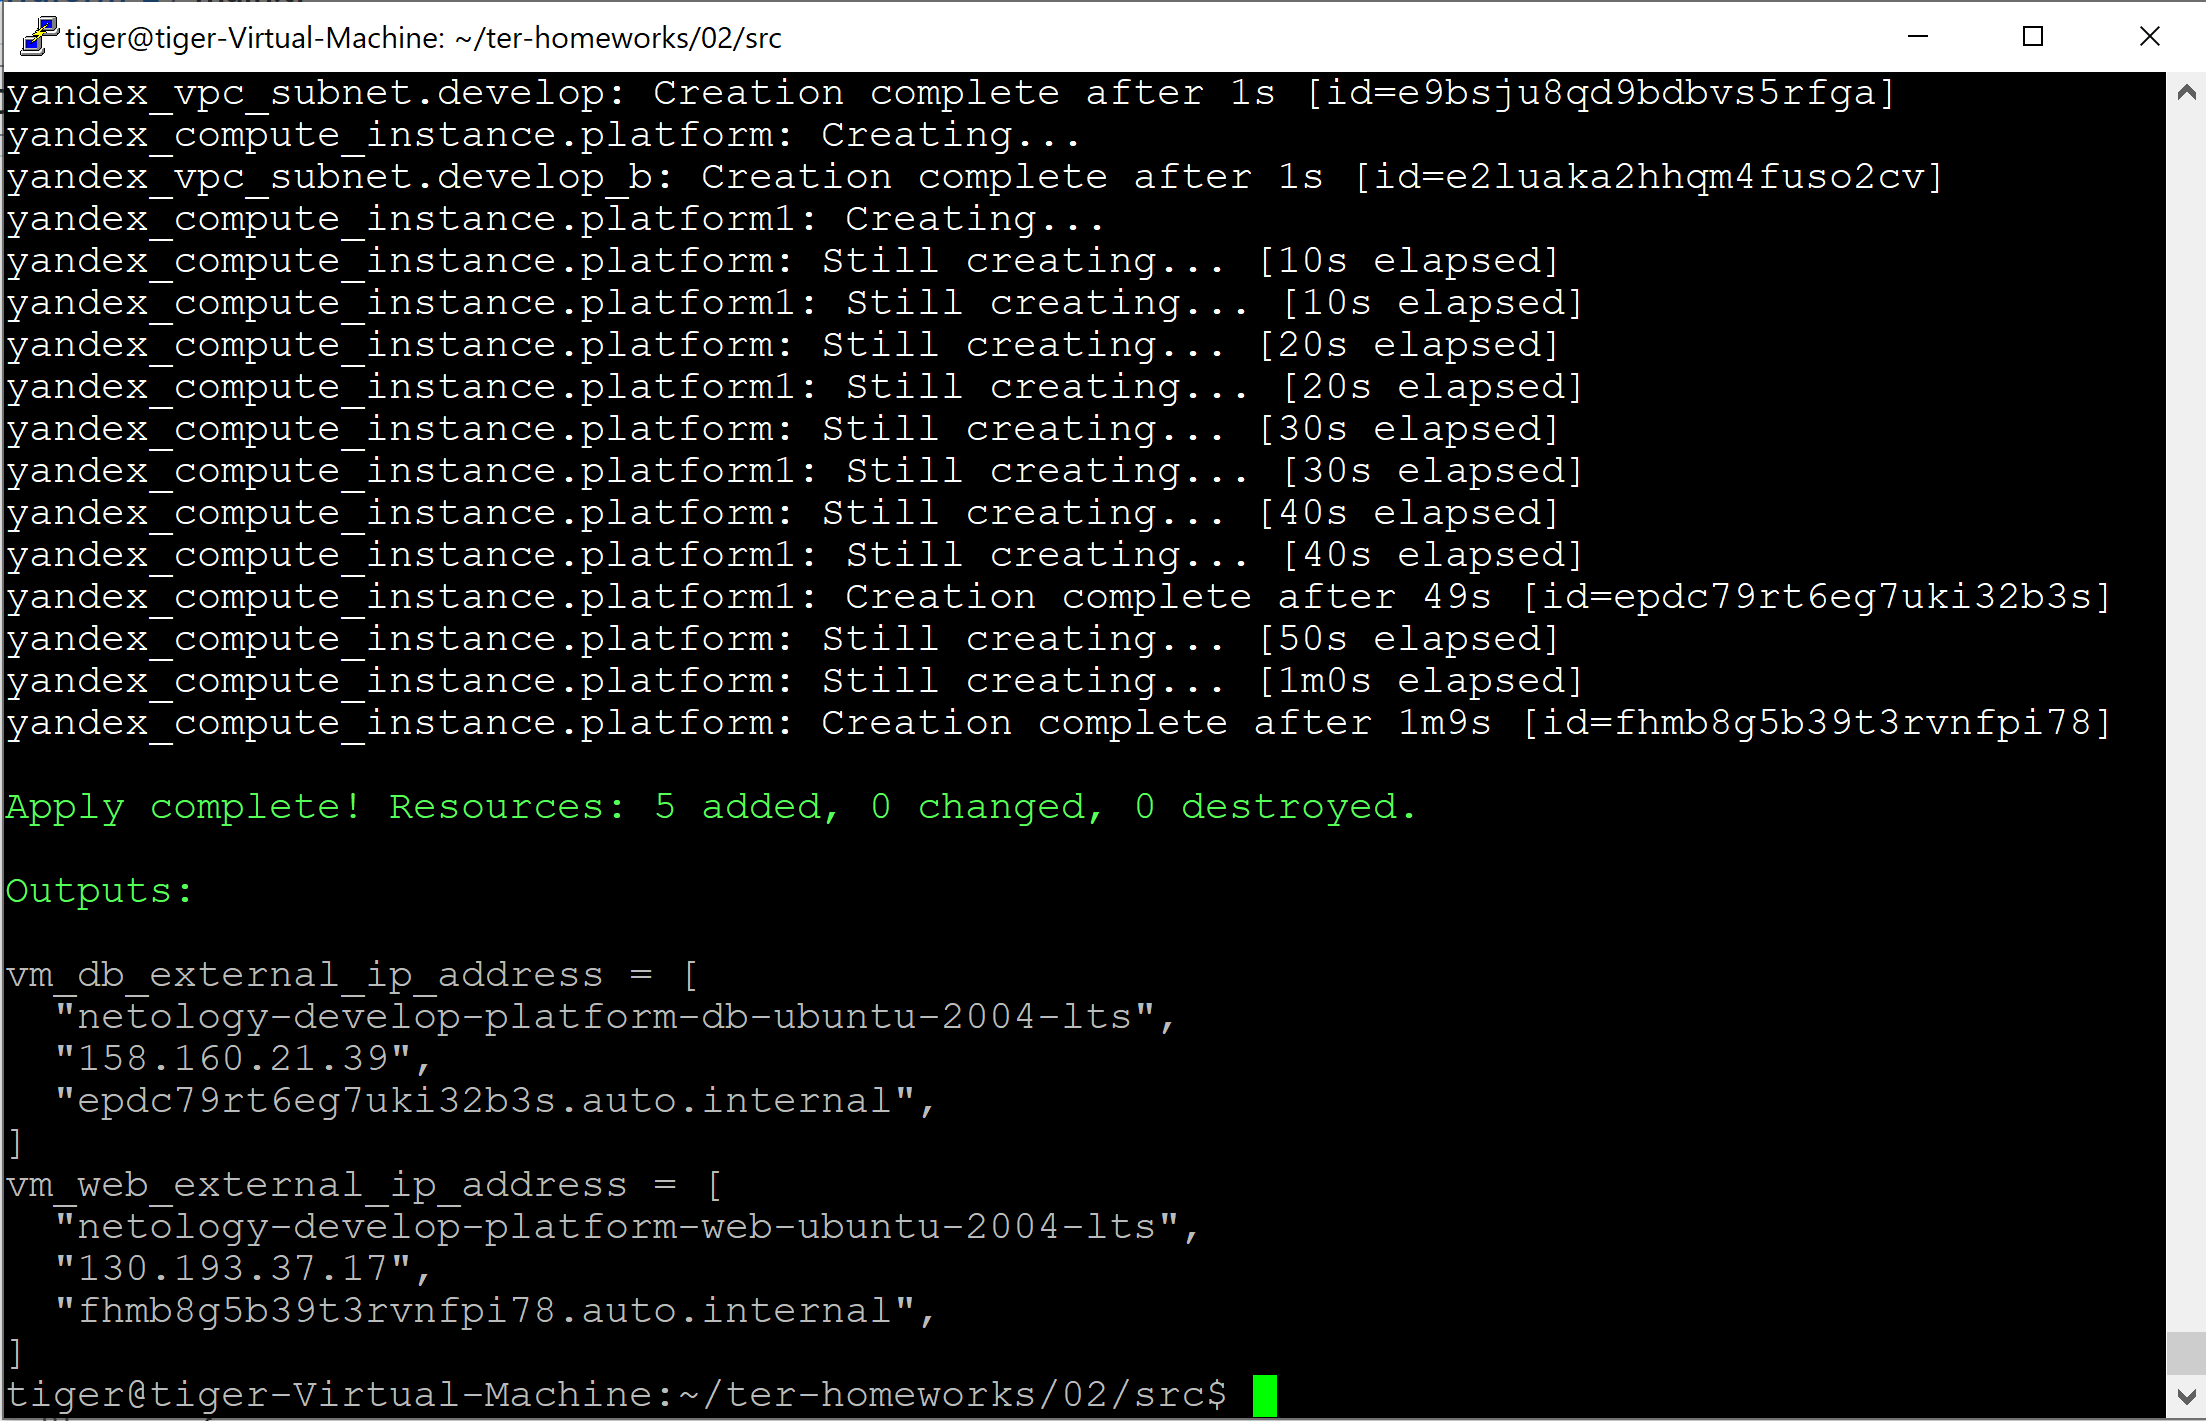 tiger@tiger-Virtual-Machine: ~/ter-homeworks/02/src
yandex_vpc_subnet.develop: Creation complete after 1s [id=e9bsju8qd9bdbvs5rfga]
yandex_compute_instance.platform: Creating...
yandex_vpc_subnet.develop_b: Creation complete after 1s [id=e2luaka2hhqm4fuso2cv]
yandex_compute_instance.platform1: Creating...
yandex_compute_instance.platform: Still creating... [10s elapsed]
yandex_compute_instance.platform1: Still creating... [10s elapsed]
yandex_compute_instance.platform: Still creating... [20s elapsed]
yandex_compute_instance.platform1: Still creating... [20s elapsed]
yandex_compute_instance.platform: Still creating... [30s elapsed]
yandex_compute_instance.platform1: Still creating... [30s elapsed]
yandex_compute_instance.platform: Still creating... [40s elapsed]
yandex_compute_instance.platform1: Still creating... [40s elapsed]
yandex_compute_instance.platform1: Creation complete after 49s [id=epdc79rt6eg7uki32b3s]
yandex_compute_instance.platform: Still creating... [50s elapsed]
yandex_compute_instance.platform: Still creating... [1m0s elapsed]
yandex_compute_instance.platform: Creation complete after 1m9s [id=fhmb8g5b39t3rvnfpi78]
Apply complete! Resources: 5 added, 0 changed, 0 destroyed.
Outputs:
vm_db_external_ip_address = [
  "netology-develop-platform-db-ubuntu-2004-lts",
  "158.160.21.39",
  "epdc79rt6eg7uki32b3s.auto.internal",
]
vm_web_external_ip_address = [
  "netology-develop-platform-web-ubuntu-2004-lts",
  "130.193.37.17",
  "fhmb8g5b39t3rvnfpi78.auto.internal",
]
tiger@tiger-Virtual-Machine:~/ter-homeworks/02/src$